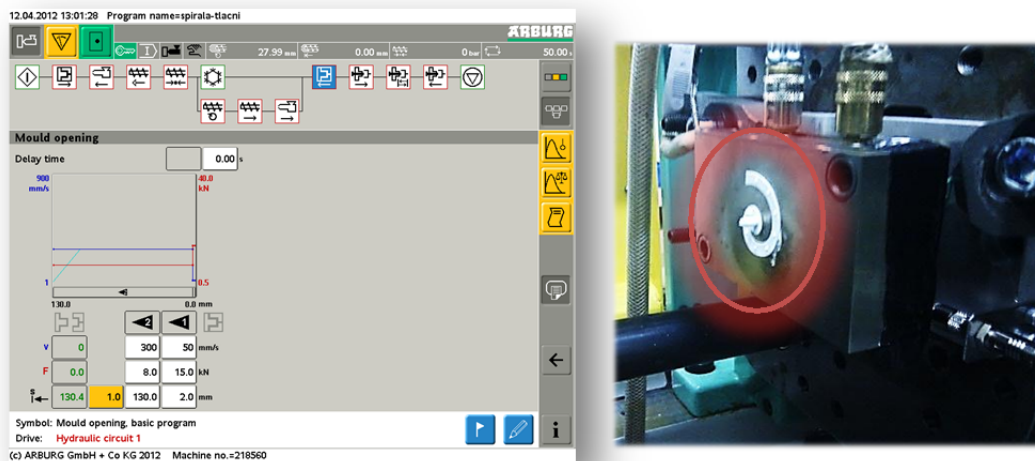 12.04.2012 13:01:28 Program name=spirala-tlacni
ARBURG
27.99 mm 0.00 mm 0 bar 50.00 s
Mould opening
Delay time 0.00 s
900 40.0
mm/s kN
1 0.5
130.0 0.0 mm
2 1
v 0 300 50 mm/s
F 0.0 8.0 15.0 kN
s 130.4 1.0 130.0 2.0 mm
Symbol: Mould opening, basic program
Drive: Hydraulic circuit 1
i
(c) ARBURG GmbH + Co KG 2012 Machine no.=218560